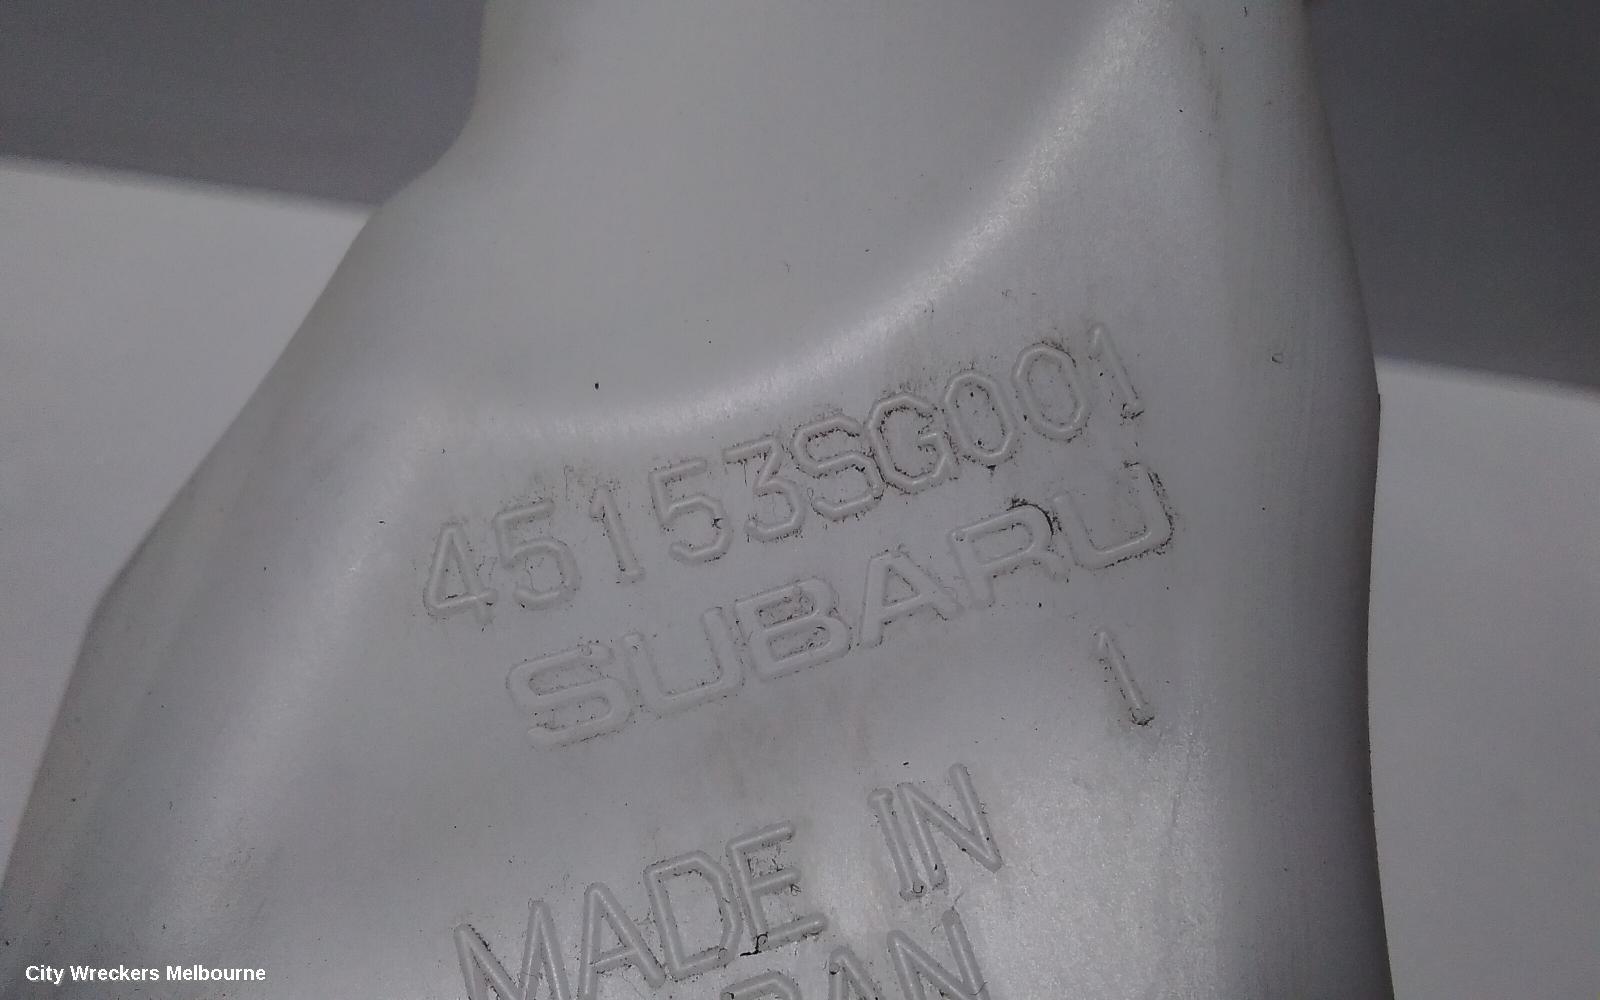 45153SG001
SUBARU
1
MADE IN
City Wreckers Melbourne